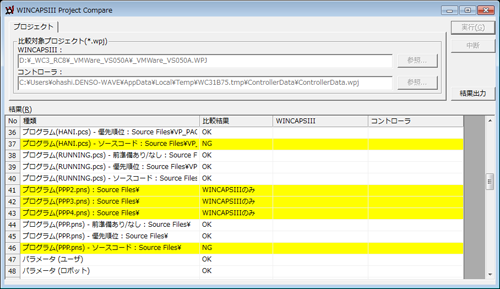 WINCAPSIII Project Compare
プロジェクト
実行(G)
比較対象プロジェクト(*.wpj)
WINCAPSIII：
中断
D:¥_WC3_RC8¥_VMWare_VS050A¥_VMWare_VS050A.WPJ
参照...
コントローラ：
C:¥Users¥ohashi.DENSO-WAVE¥AppData¥Local¥Temp¥WC31B75.tmp¥ControllerData¥ControllerData.wpj
参照...
結果出力
結果(R)
No 種類 比較結果 WINCAPSIII コントローラ
36 プログラム(HANI.pcs) - 優先順位：Source Files¥VP_PAC OK
37 プログラム(HANI.pcs) - ソースコード：Source Files¥VP_ NG
38 プログラム(RUNNING.pcs) - 前準備あり/なし：Source F OK
39 プログラム(RUNNING.pcs) - 優先順位：Source Files¥V OK
40 プログラム(RUNNING.pcs) - ソースコード：Source Files OK
41 プログラム(PPP2.pns)：Source Files¥ WINCAPSIIIのみ
42 プログラム(PPP3.pns)：Source Files¥ WINCAPSIIIのみ
43 プログラム(PPP4.pns)：Source Files¥ WINCAPSIIIのみ
44 プログラム(PPP.pns) - 前準備あり/なし：Source Files¥ OK
45 プログラム(PPP.pns) - 優先順位：Source Files¥ OK
46 プログラム(PPP.pns) - ソースコード：Source Files¥ NG
47 パラメータ (ユーザ) OK
48 パラメータ (ロボット) OK